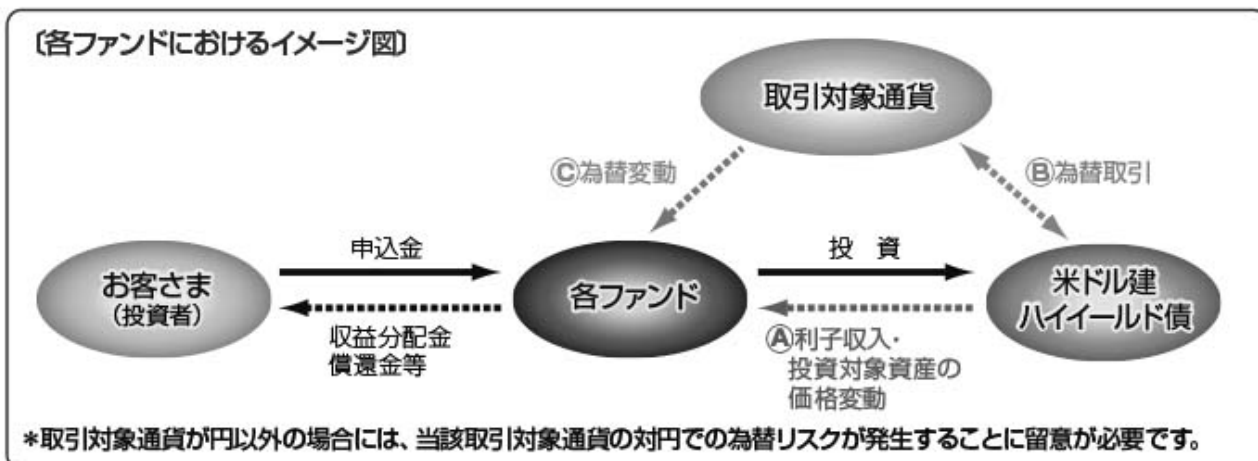 〔各ファンドにおけるイメージ図〕
取引対象通貨
Ⓒ為替変動
Ⓑ為替取引
申込金
投 資
お客さま
(投資者)
各ファンド
米ドル建
ハイイールド債
収益分配金
償還金等
Ⓐ利子収入・
投資対象資産の
価格変動
*取引対象通貨が円以外の場合には、当該取引対象通貨の対円での為替リスクが発生することに留意が必要です。